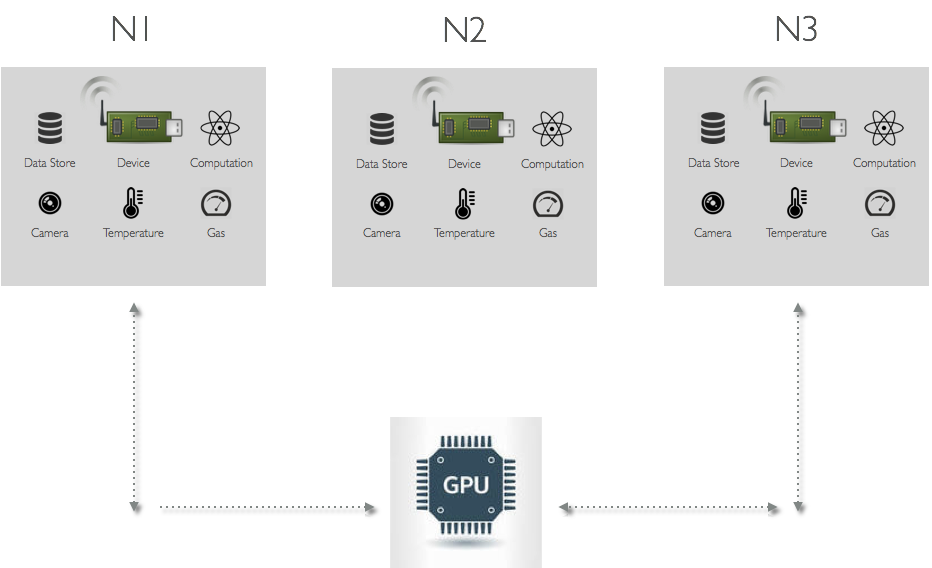 N1
N2
N3
Data Store
Device
Computation
Data Store
Device
Computation
Data Store
Device
Computation
Camera
Temperature
Gas
Camera
Temperature
Gas
Camera
Temperature
Gas
GPU